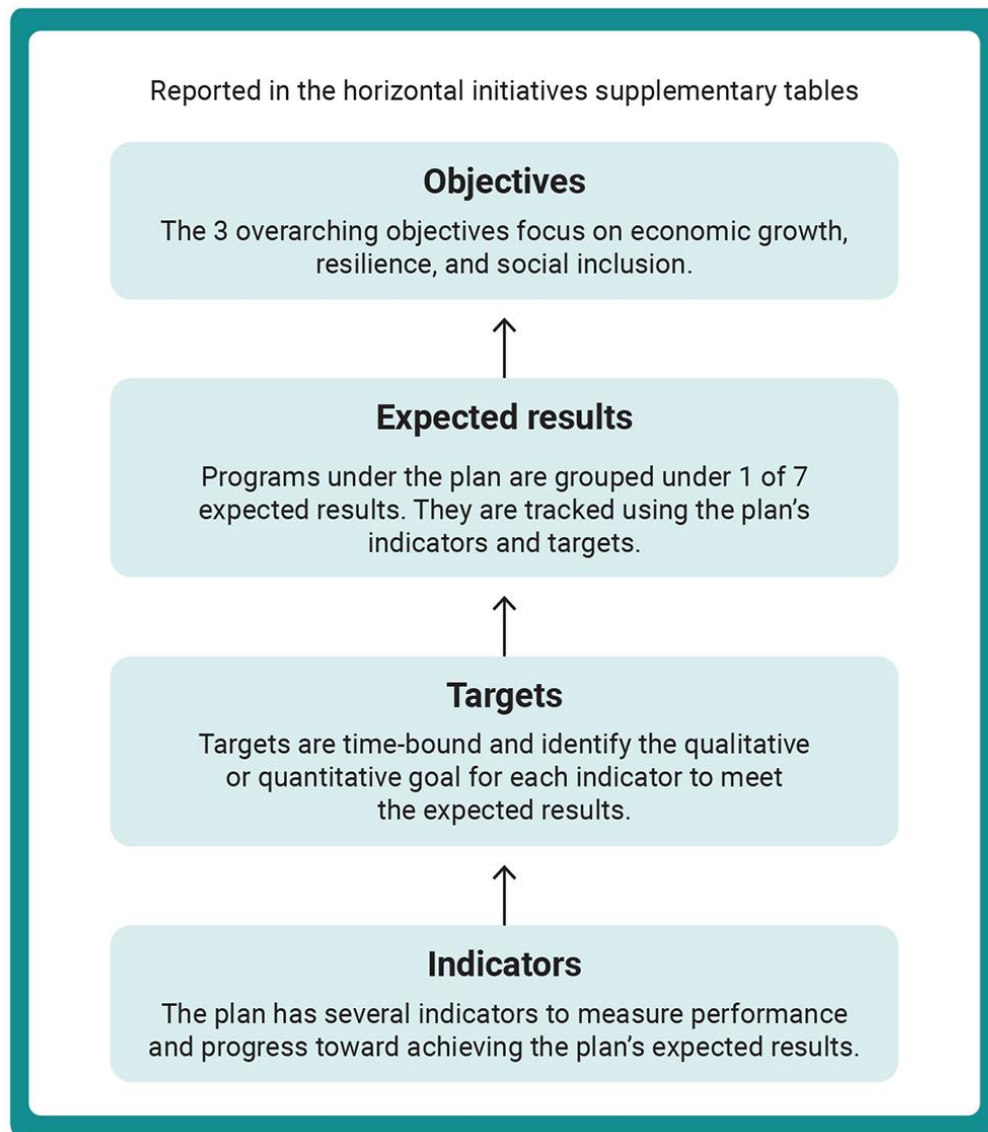 Reported in the horizontal initiatives supplementary tables
Objectives
The 3 overarching objectives focus on economic growth,
resilience, and social inclusion.
Expected results
Programs under the plan are grouped under 1 of 7
expected results. They are tracked using the plan’s
indicators and targets.
Targets
Targets are time-bound and identify the qualitative
or quantitative goal for each indicator to meet
the expected results.
Indicators
The plan has several indicators to measure performance
and progress toward achieving the plan’s expected results.